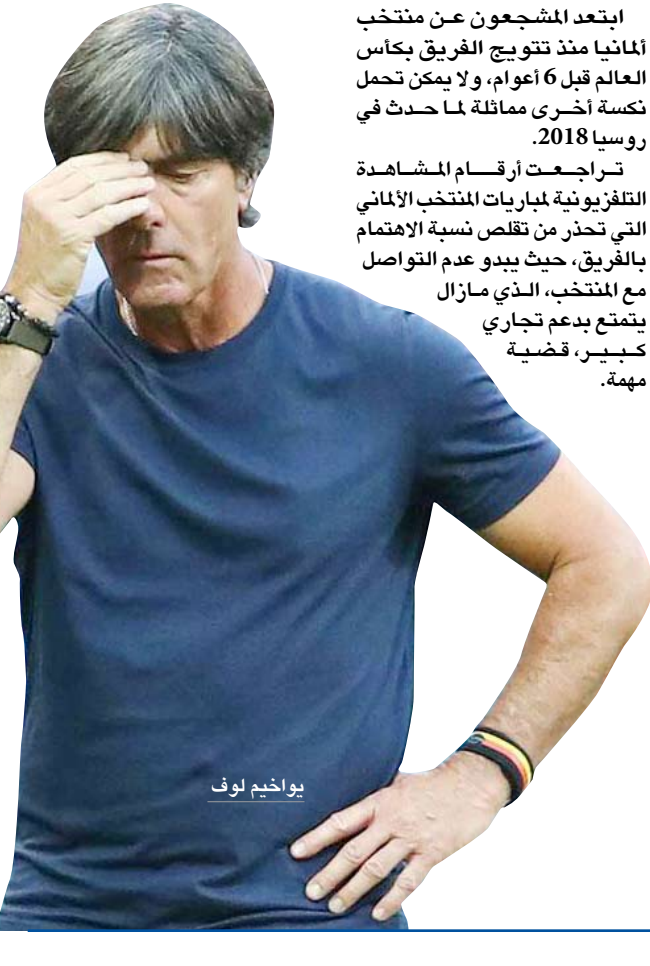 ابتعد المشجعون عن منتخب
ألمانيا منذ تتويج الفريق بكأس
العالم قبل 6 أعوام، ولا يمكن تحمل
نكسة أخرى مماثلة لما حدث في
روسيا 2018.
تراجعت أرقام المشاهدة
التلفزيونية لمباريات المنتخب الألماني
التي تحذر من تقلص نسبة الاهتمام
بالفريق، حيث يبدو عدم التواصل
مع المنتخب، الذي مازال
يتمتع بدعم تجاري
كبير، قضية
مهمة.
يواخيم لوف